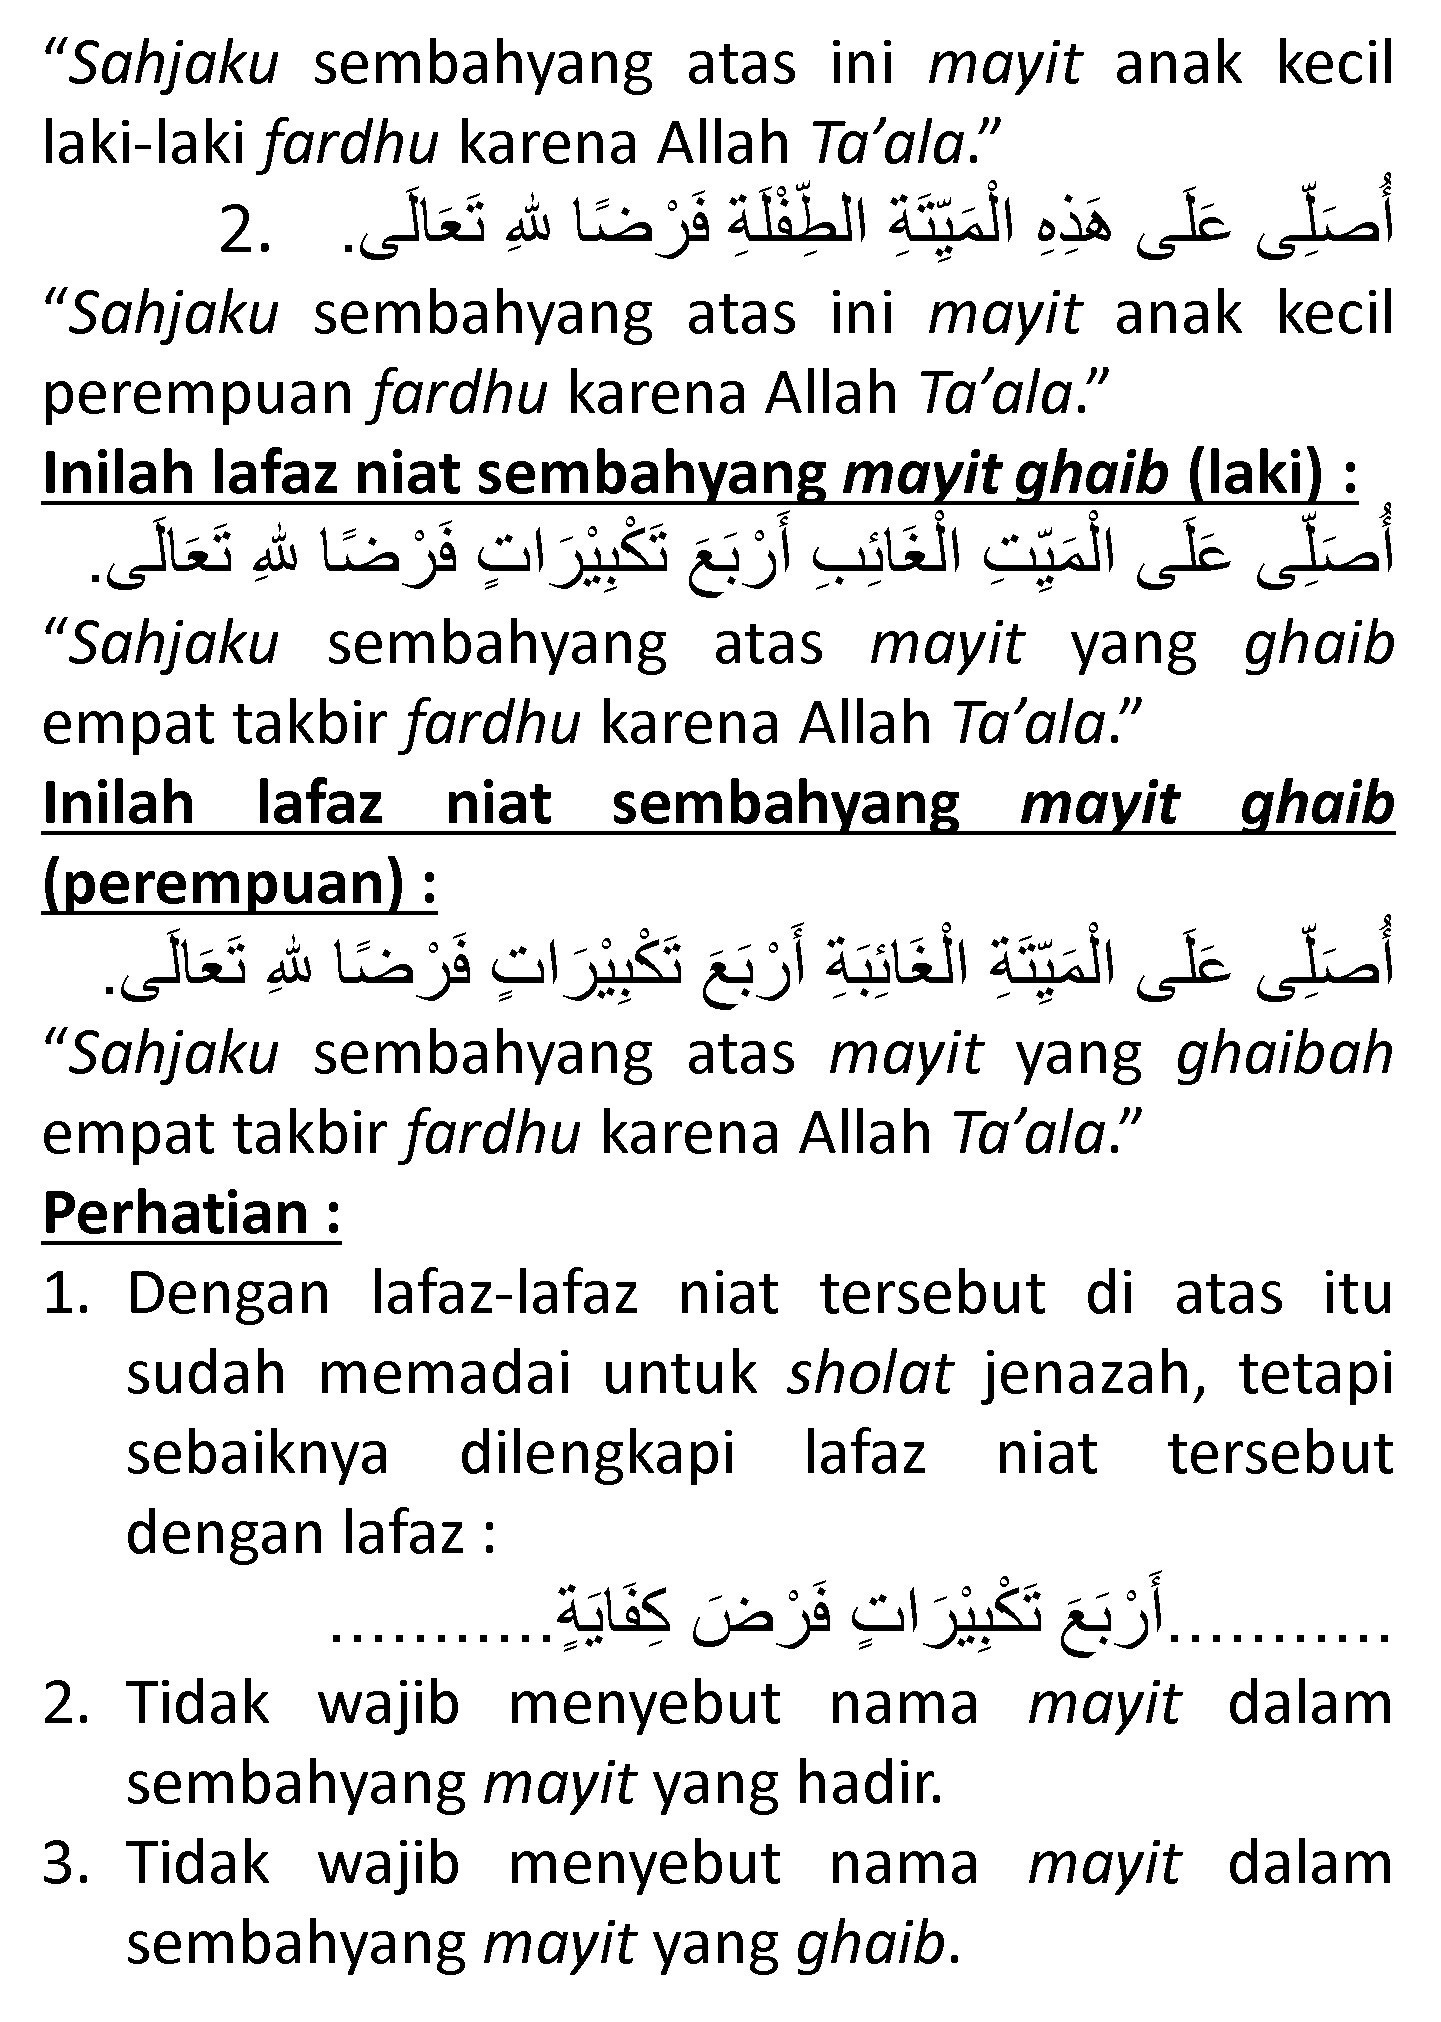 “Sahjaku sembahyang atas ini mayit anak kecil
laki-laki fardhu karena Allah Ta’ala.”
2. أُصَلِّى عَلَى هَذِهِ الْمَيِّتَةِ الطِّفْلَةِ فَرْضًا للهِ تَعَالَى.
“Sahjaku sembahyang atas ini mayit anak kecil
perempuan fardhu karena Allah Ta’ala.”
Inilah lafaz niat sembahyang mayit ghaib (laki) :
أُصَلِّى عَلَى الْمَيِّتِ الْغَائِبِ أَرْبَعَ تَكْبِيْرَاتٍ فَرْضًا للهِ تَعَالَى.
“Sahjaku sembahyang atas mayit yang ghaib
empat takbir fardhu karena Allah Ta’ala.”
Inilah lafaz niat sembahyang mayit ghaib
(perempuan) :
أُصَلِّى عَلَى الْمَيِّتَةِ الْغَائِبَةِ أَرْبَعَ تَكْبِيْرَاتٍ فَرْضًا للهِ تَعَالَى.
“Sahjaku sembahyang atas mayit yang ghaibah
empat takbir fardhu karena Allah Ta’ala.”
Perhatian :
1. Dengan lafaz-lafaz niat tersebut di atas itu
sudah memadai untuk sholat jenazah, tetapi
sebaiknya dilengkapi lafaz niat tersebut
dengan lafaz :
...........أَرْبَعَ تَكْبِيْرَاتٍ فَرْضَ كِفَايَةٍ...........
2. Tidak wajib menyebut nama mayit dalam
sembahyang mayit yang hadir.
3. Tidak wajib menyebut nama mayit dalam
sembahyang mayit yang ghaib.